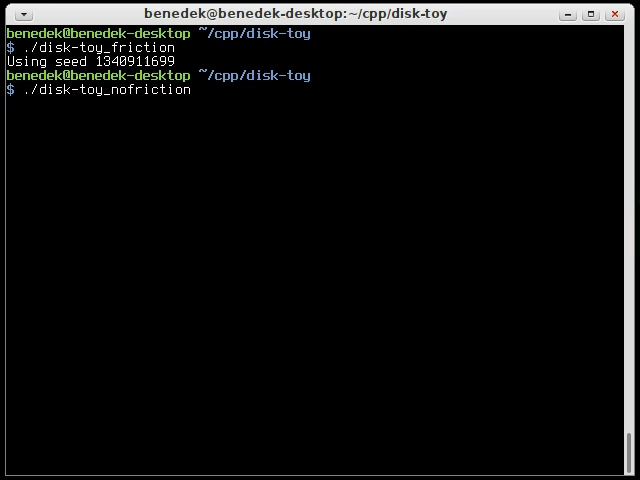 benedek@benedek-desktop:~/cpp/disk-toy
benedek@benedek-desktop ~/cpp/disk-toy
$ ./disk-toy_friction
Using seed 1340911699
benedek@benedek-desktop ~/cpp/disk-toy
$ ./disk-toy_nofriction